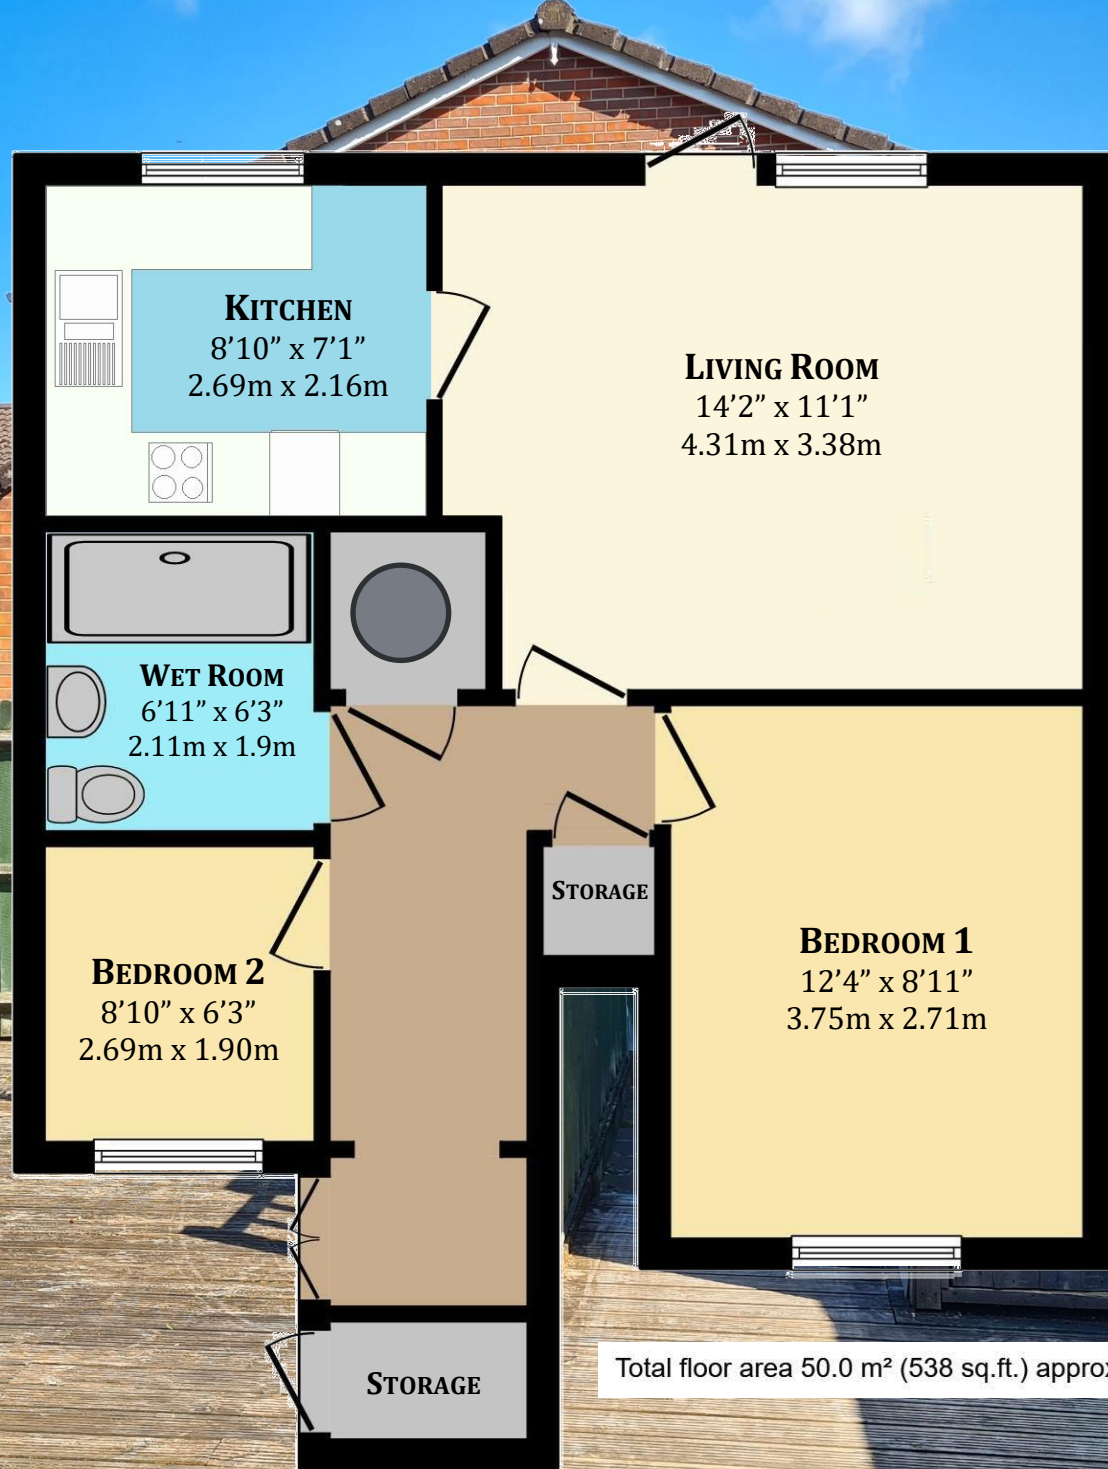 KITCHEN
8’10” x 7’1”
2.69m x 2.16m
LIVING ROOM
14’2” x 11’1”
4.31m x 3.38m
WET ROOM
6’11” x 6’3”
2.11m x 1.9m
STORAGE
BEDROOM 1
12’4” x 8’11”
3.75m x 2.71m
BEDROOM 2
8’10” x 6’3”
2.69m x 1.90m
STORAGE
Total floor area 50.0 m² (538 sq.ft.) approx